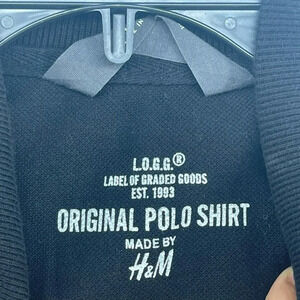 L.O.G.G.®
LABEL OF GRADED GOODS
EST. 1993
ORIGINAL POLO SHIRT
MADE BY
H&M